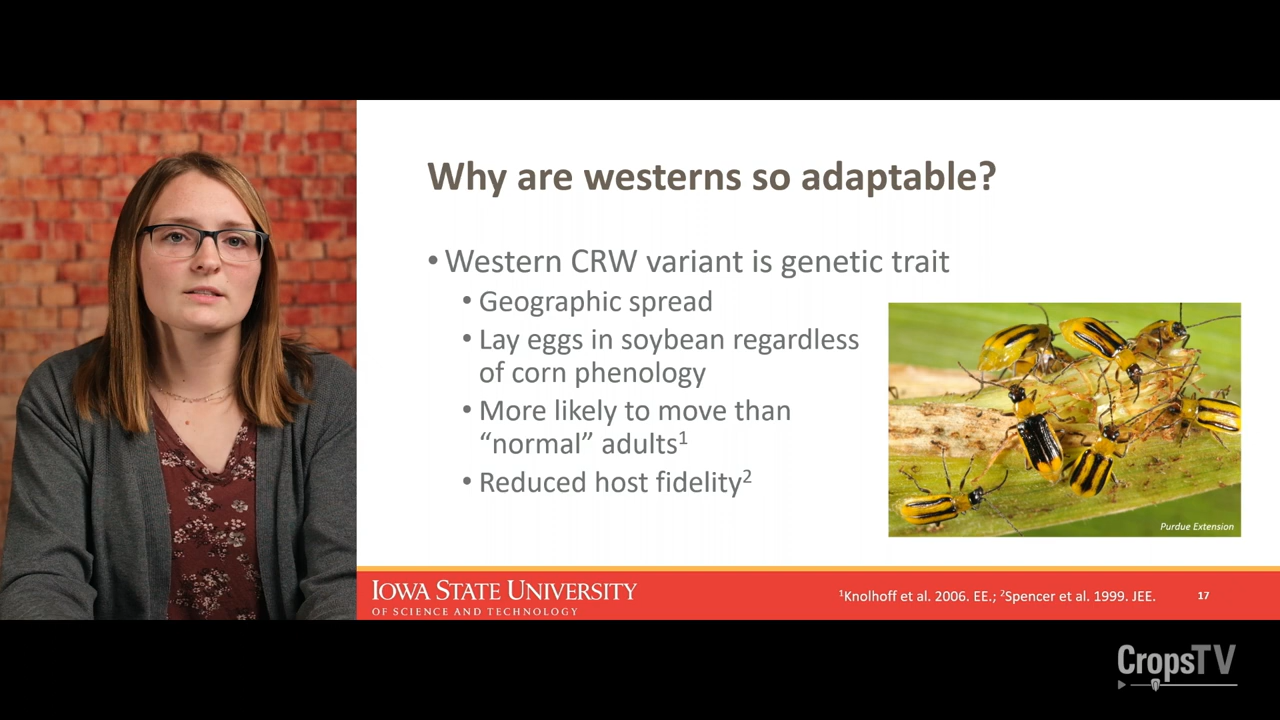 Why are westerns so adaptable?
• Western CRW variant is genetic trait
• Geographic spread
• Lay eggs in soybean regardless
of corn phenology
• More likely to move than
“normal” adults¹
• Reduced host fidelity²
Purdue Extension
IOWA STATE UNIVERSITY
OF SCIENCE AND TECHNOLOGY
¹Knolhoff et al. 2006. EE.; ²Spencer et al. 1999. JEE.
17
CropsTV